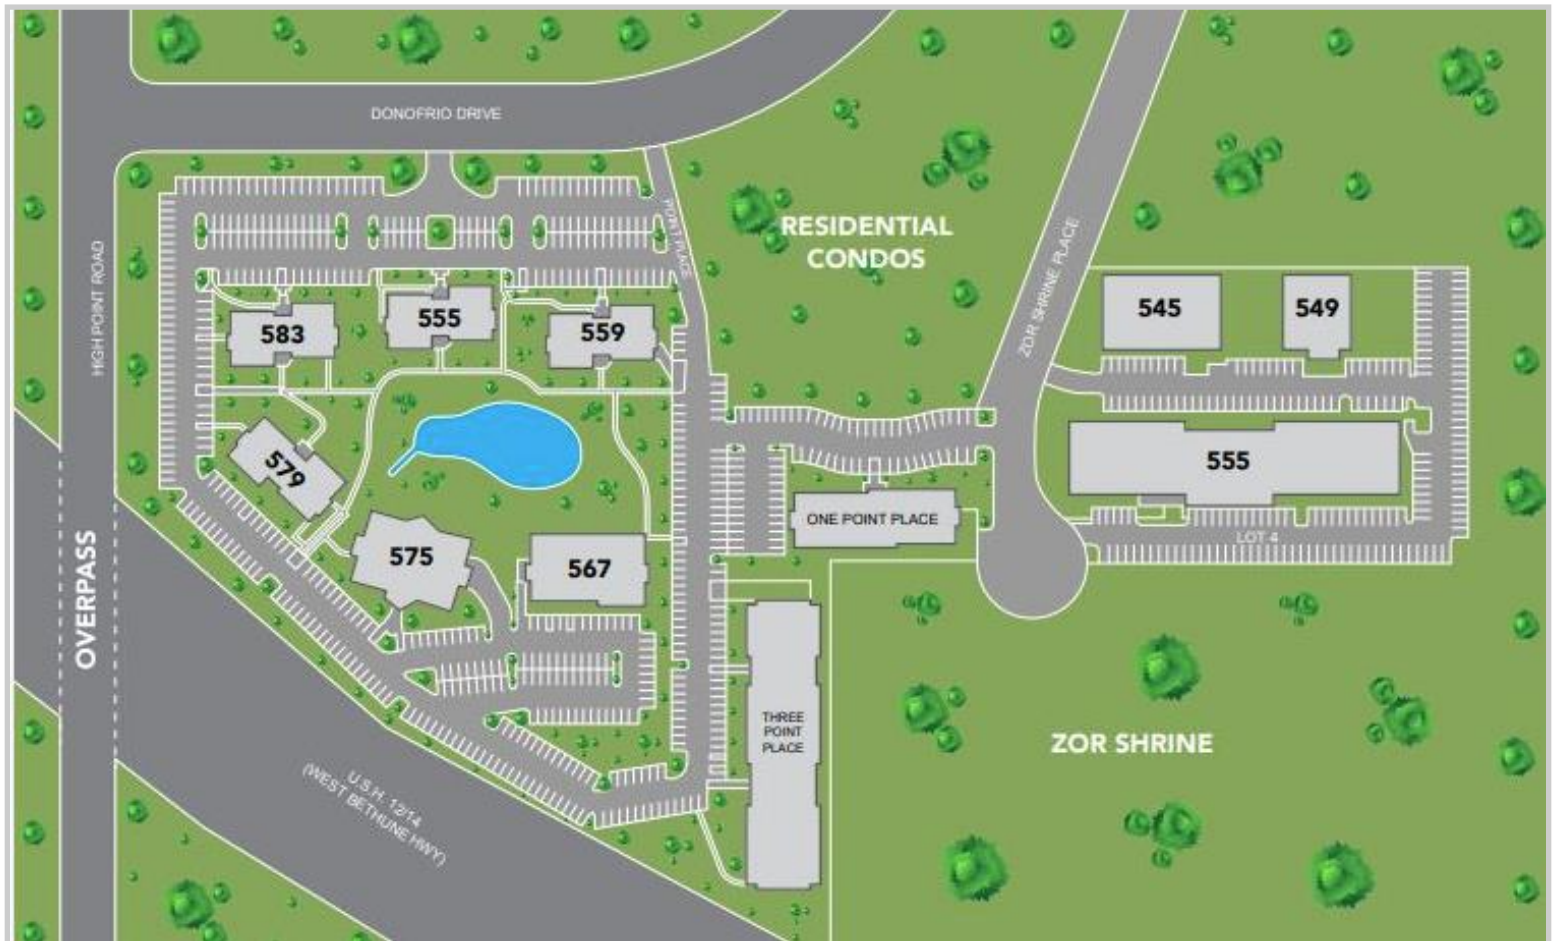 DONOFRIO DRIVE
HIGH POINT ROAD
POINT PLACE
RESIDENTIAL
CONDOS
ZOR SHRINE PLACE
545
549
583
555
559
579
555
ONE POINT PLACE
LOT 4
575
567
OVERPASS
THREE
POINT
PLACE
ZOR SHRINE
U.S.H. 12/14
(WEST BETHUNE HWY)